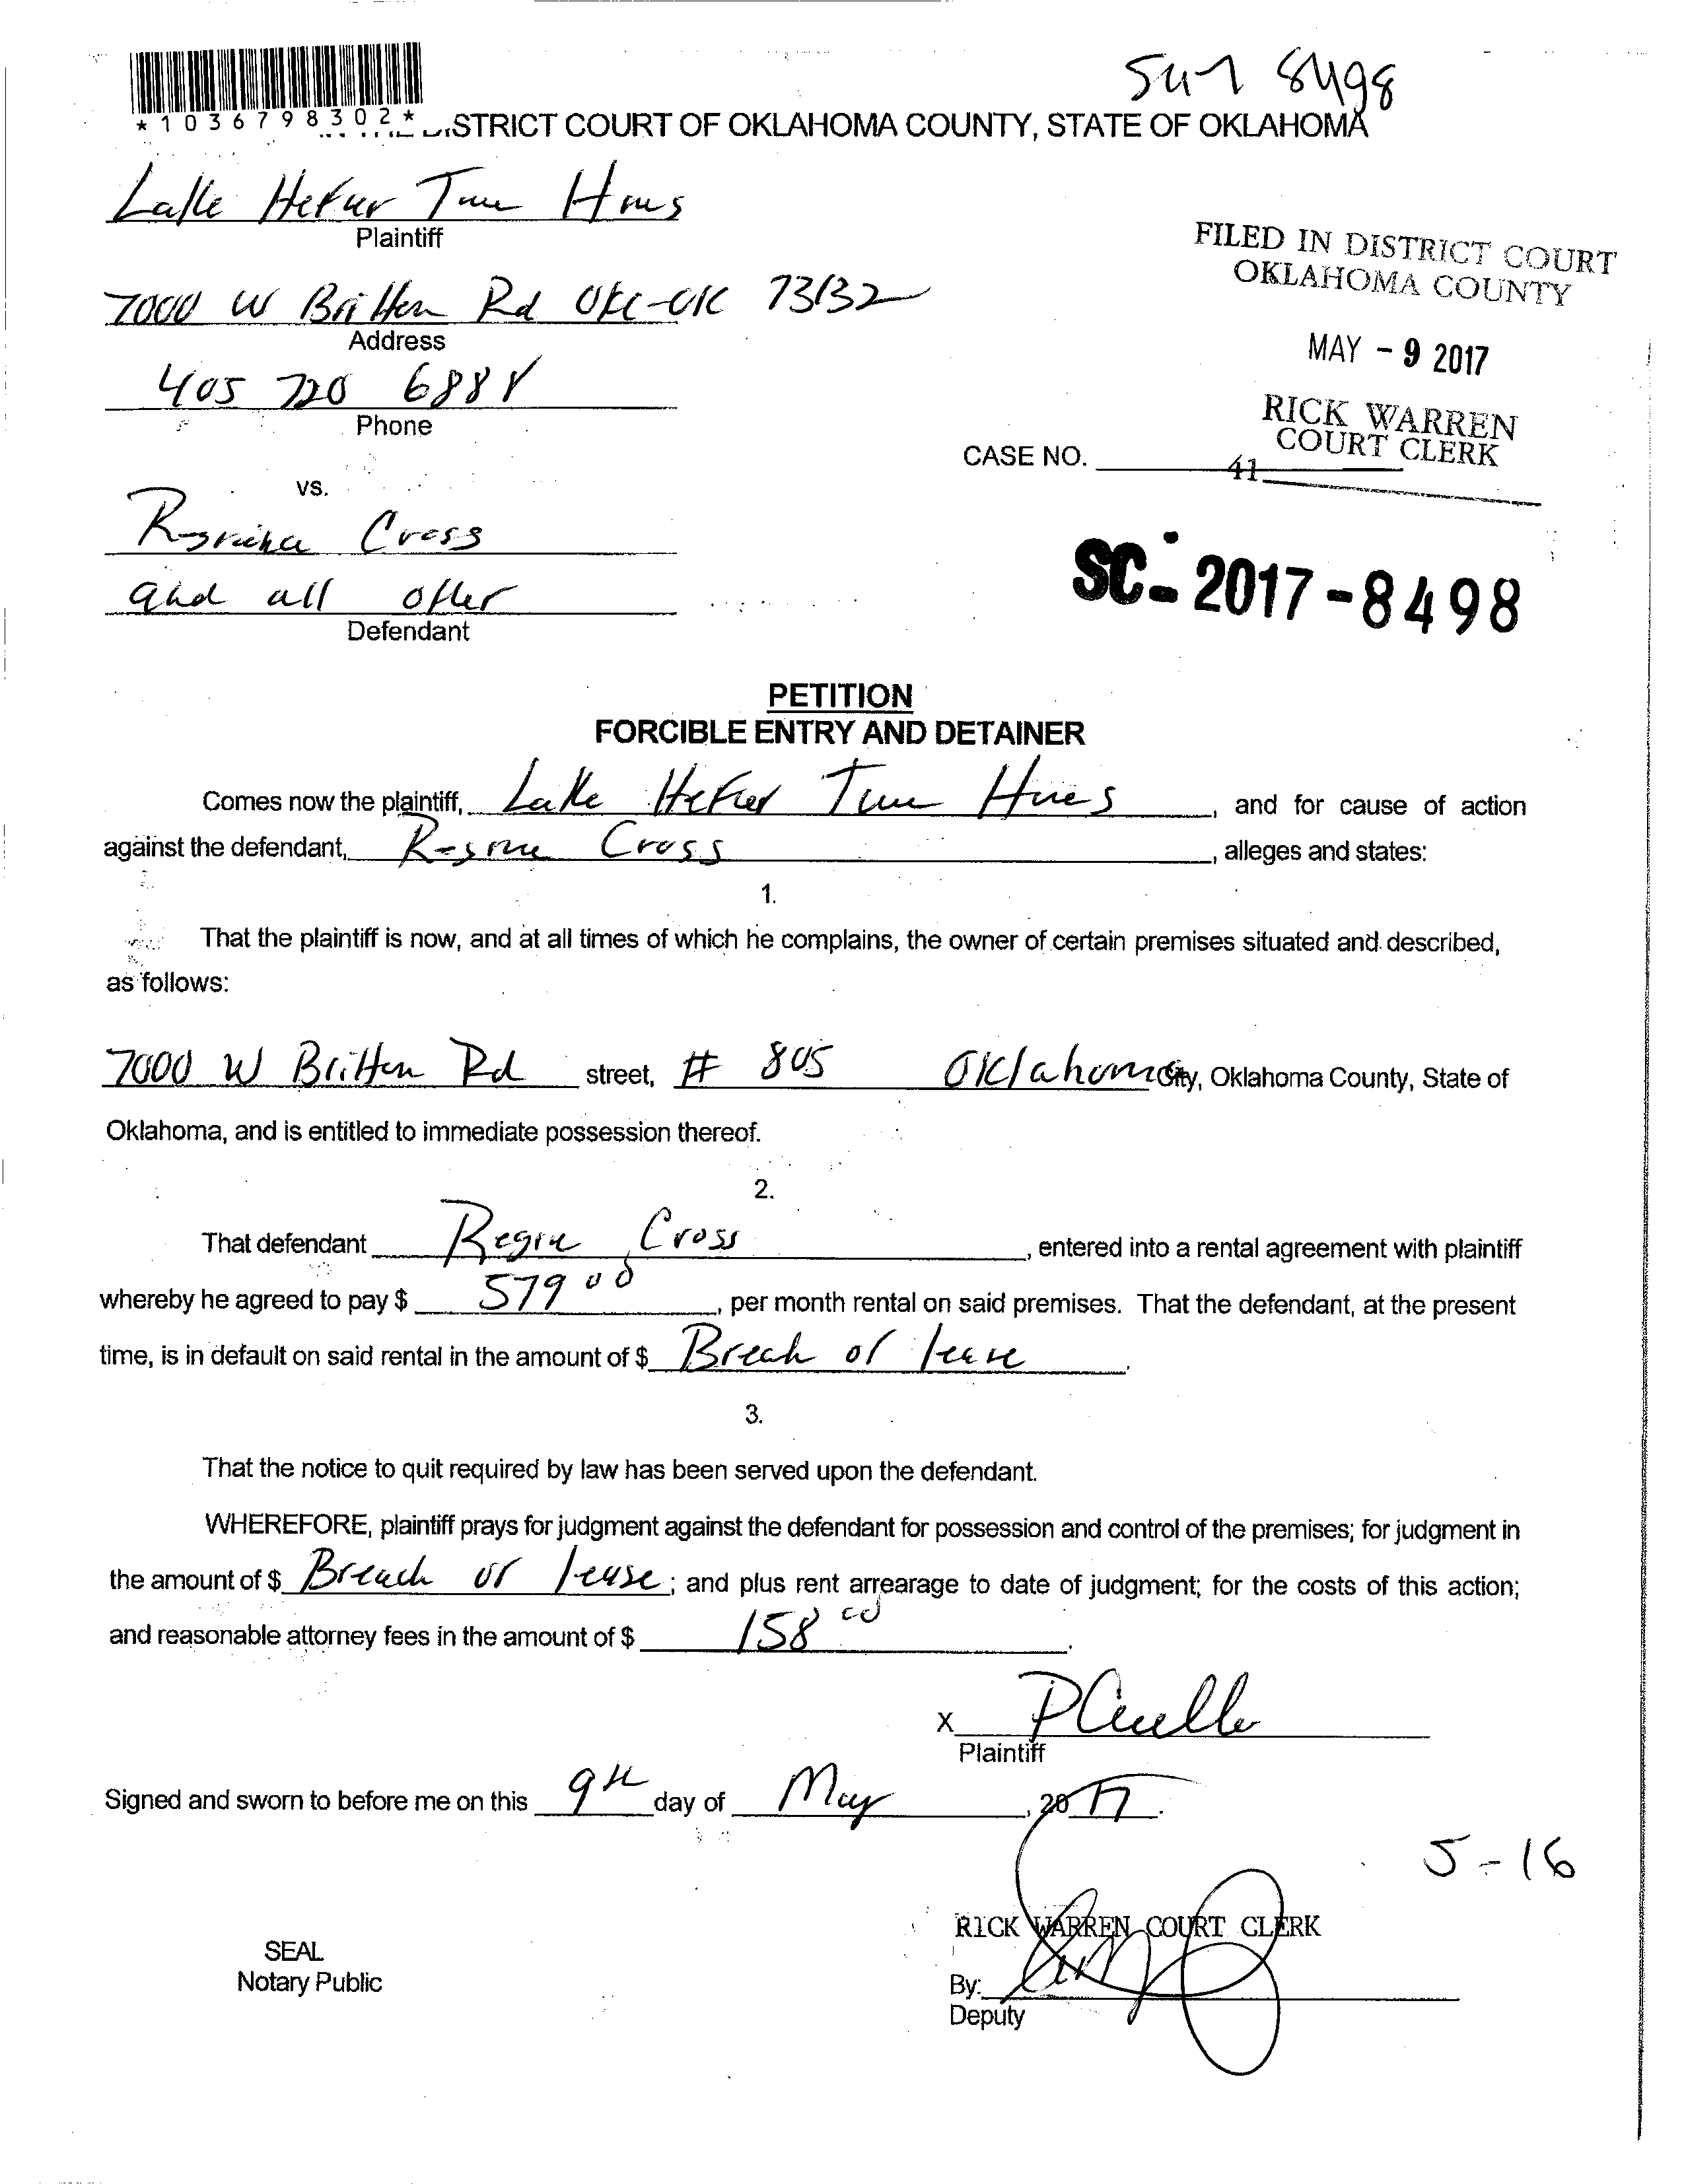 SC-17 8498
*1036798302*
DISTRICT COURT OF OKLAHOMA COUNTY, STATE OF OKLAHOMA
Lake Hefner Town Homes
Plaintiff
FILED IN DISTRICT COURT
OKLAHOMA COUNTY
7000 W Britton Rd OKC-OK 73132
Address
MAY - 9 2017
405 720 6888
Phone
RICK WARREN
COURT CLERK
CASE NO.
41
vs.
Cross
and all other
Defendant
SC-2017-8498
PETITION
FORCIBLE ENTRY AND DETAINER
Comes now the plaintiff, Lake Hefner Town Homes, and for cause of action
against the defendant, Cross, alleges and states:
1.
That the plaintiff is now, and at all times of which he complains, the owner of certain premises situated and described,
as follows:
7000 W Britton Rd street, # 805 Oklahoma City, Oklahoma County, State of
Oklahoma, and is entitled to immediate possession thereof.
2.
That defendant Cross, entered into a rental agreement with plaintiff
whereby he agreed to pay $ 579 00, per month rental on said premises. That the defendant, at the present
time, is in default on said rental in the amount of $ Breach of lease.
3.
That the notice to quit required by law has been served upon the defendant.
WHEREFORE, plaintiff prays for judgment against the defendant for possession and control of the premises; for judgment in
the amount of $ Breach of lease; and plus rent arrearage to date of judgment; for the costs of this action;
and reasonable attorney fees in the amount of $ 158 00.
X
Plaintiff
Signed and sworn to before me on this 9th day of May, 2017.
5-16
RICK WARREN COURT CLERK
SEAL
Notary Public
By:
Deputy